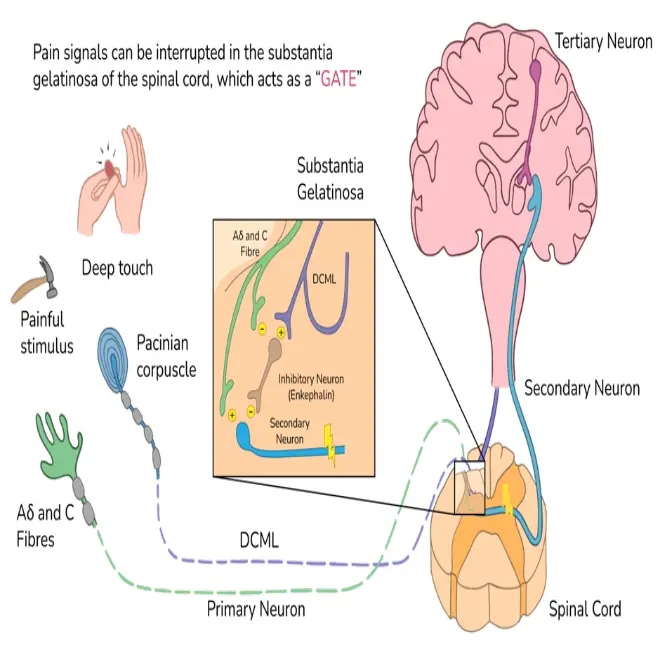 Pain signals can be interrupted in the substantia
gelatinosa of the spinal cord, which acts as a “GATE”
Tertiary Neuron
Substantia
Gelatinosa
Deep touch
Painful
stimulus
Pacinian
corpuscle
Aδ and C
Fibre
DCML
-
+
Inhibitory Neuron
(Enkephalin)
+
-
Secondary
Neuron
Secondary Neuron
Aδ and C
Fibres
DCML
Primary Neuron
Spinal Cord